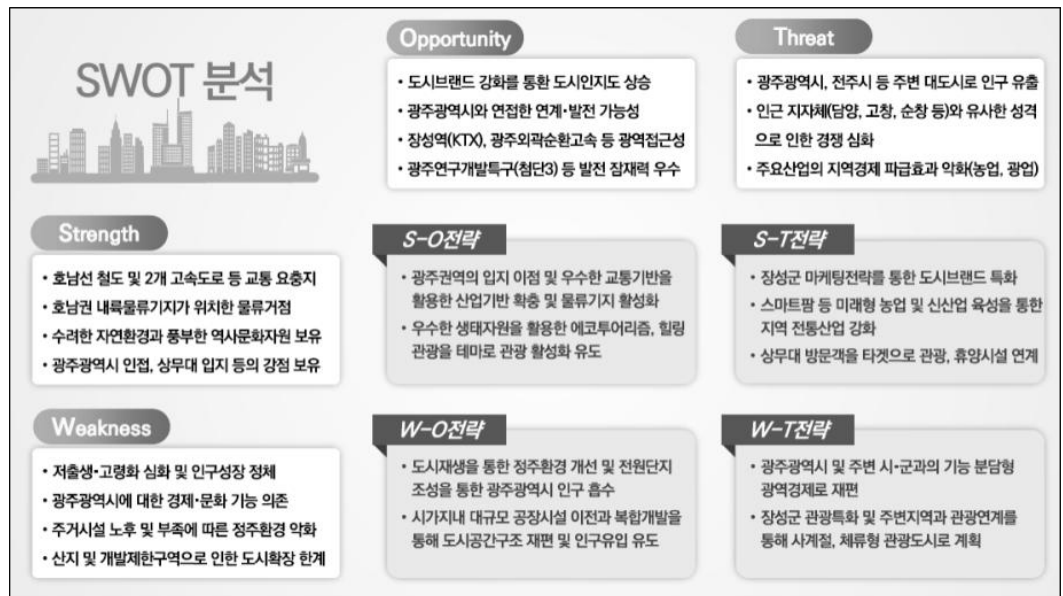 SWOT 분석
Opportunity
• 도시브랜드 강화를 통환 도시인지도 상승
• 광주광역시와 연접한 연계•발전 가능성
• 장성역(KTX), 광주외곽순환고속 등 광역접근성
• 광주연구개발특구(첨단3) 등 발전 잠재력 우수
Threat
• 광주광역시, 전주시 등 주변 대도시로 인구 유출
• 인근 지자체(담양, 고창, 순창 등)와 유사한 성격
으로 인한 경쟁 심화
• 주요산업의 지역경제 파급효과 악화(농업, 광업)
Strength
• 호남선 철도 및 2개 고속도로 등 교통 요충지
• 호남권 내륙물류기지가 위치한 물류거점
• 수려한 자연환경과 풍부한 역사문화자원 보유
• 광주광역시 인접, 상무대 입지 등의 강점 보유
S-O전략
• 광주권역의 입지 이점 및 우수한 교통기반을
활용한 산업기반 확충 및 물류기지 활성화
• 우수한 생태자원을 활용한 에코투어리즘, 힐링
관광을 테마로 관광 활성화 유도
S-T전략
• 장성군 마케팅전략를 통한 도시브랜드 특화
• 스마트팜 등 미래형 농업 및 신산업 육성을 통한
지역 전통산업 강화
• 상무대 방문객을 타겟으로 관광, 휴양시설 연계
Weakness
• 저출생•고령화 심화 및 인구성장 정체
• 광주광역시에 대한 경제•문화 기능 의존
• 주거시설 노후 및 부족에 따른 정주환경 악화
• 산지 및 개발제한구역으로 인한 도시확장 한계
W-O전략
• 도시재생을 통한 정주환경 개선 및 전원단지
조성을 통한 광주광역시 인구 흡수
• 시가지내 대규모 공장시설 이전과 복합개발을
통해 도시공간구조 재편 및 인구유입 유도
W-T전략
• 광주광역시 및 주변 시•군과의 기능 분담형
광역경제로 재편
• 장성군 관광특화 및 주변지역과 관광연계를
통해 사계절, 체류형 관광도시로 계획